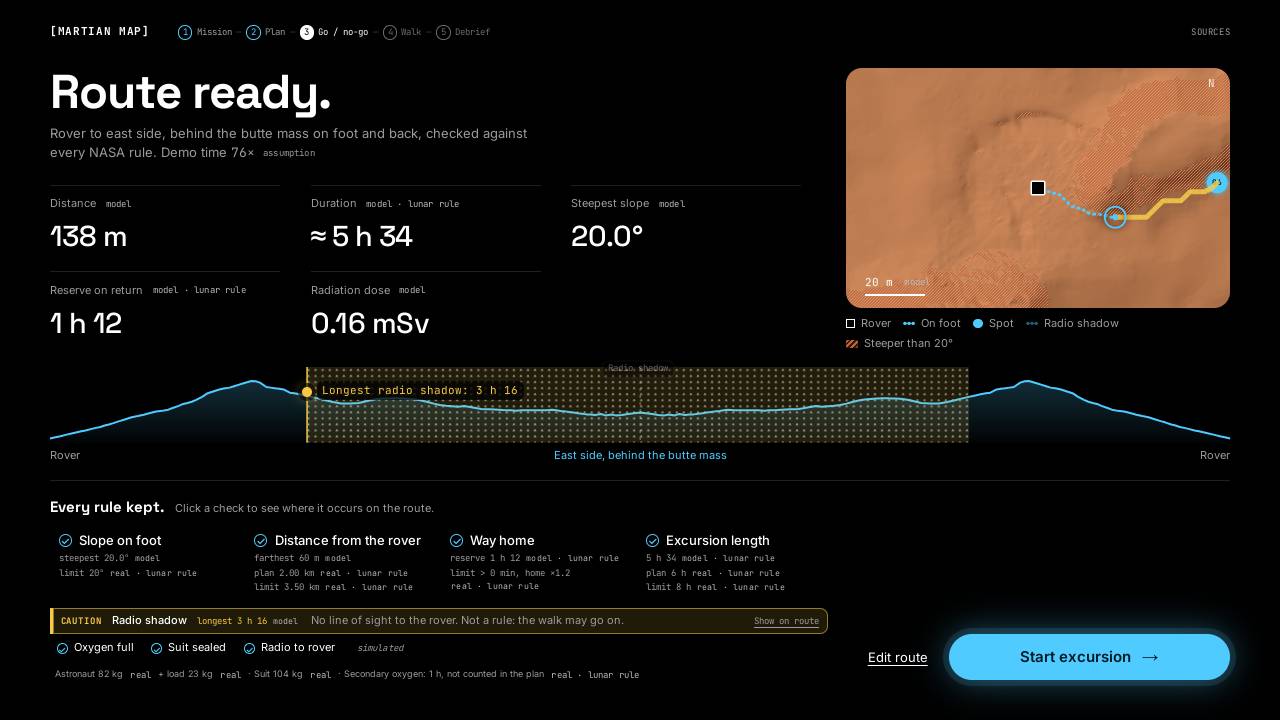 [MARTIAN MAP] 1 Mission 2 Plan 3 Go / no-go 4 Walk 5 Debrief SOURCES
Route ready.
Rover to east side, behind the butte mass on foot and back, checked against
every NASA rule. Demo time 76× assumption
Distance model
138 m
Duration model · lunar rule
≈ 5 h 34
Steepest slope model
20.0°
Reserve on return model · lunar rule
1 h 12
Radiation dose model
0.16 mSv
N
20 m model
Rover On foot Spot Radio shadow
Steeper than 20°
Radio shadow
Longest radio shadow: 3 h 16
Rover East side, behind the butte mass Rover
Every rule kept. Click a check to see where it occurs on the route.
Slope on foot
steepest 20.0° model
limit 20° real · lunar rule
Distance from the rover
farthest 60 m model
plan 2.00 km real · lunar rule
limit 3.50 km real · lunar rule
Way home
reserve 1 h 12 model · lunar rule
limit > 0 min, home ×1.2
real · lunar rule
Excursion length
5 h 34 model · lunar rule
plan 6 h real · lunar rule
limit 8 h real · lunar rule
CAUTION Radio shadow longest 3 h 16 model No line of sight to the rover. Not a rule: the walk may go on. Show on route
Oxygen full Suit sealed Radio to rover simulated
Astronaut 82 kg real + load 23 kg real · Suit 104 kg real · Secondary oxygen: 1 h, not counted in the plan real · lunar rule
Edit route
Start excursion →